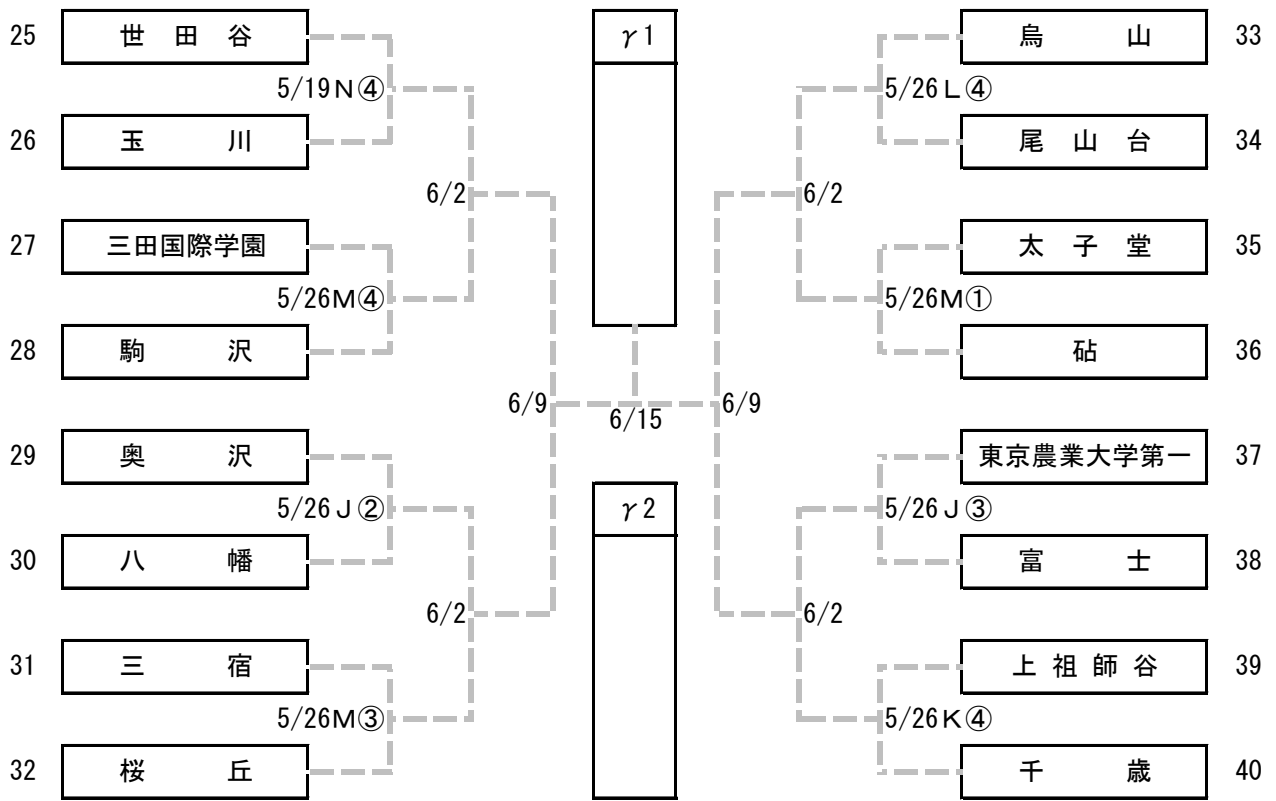 25 世田谷
5/19N④
26 玉川
6/2
27 三田国際学園
5/26M④
28 駒沢
6/9
29 奥沢
5/26J②
30 八幡
6/2
31 三宿
5/26M③
32 桜丘
γ1
6/15
γ2
烏山 33
5/26L④
尾山台 34
6/2
太子堂 35
5/26M①
砧 36
6/9
東京農業大学第一 37
5/26J③
富士 38
6/2
上祖師谷 39
5/26K④
千歳 40